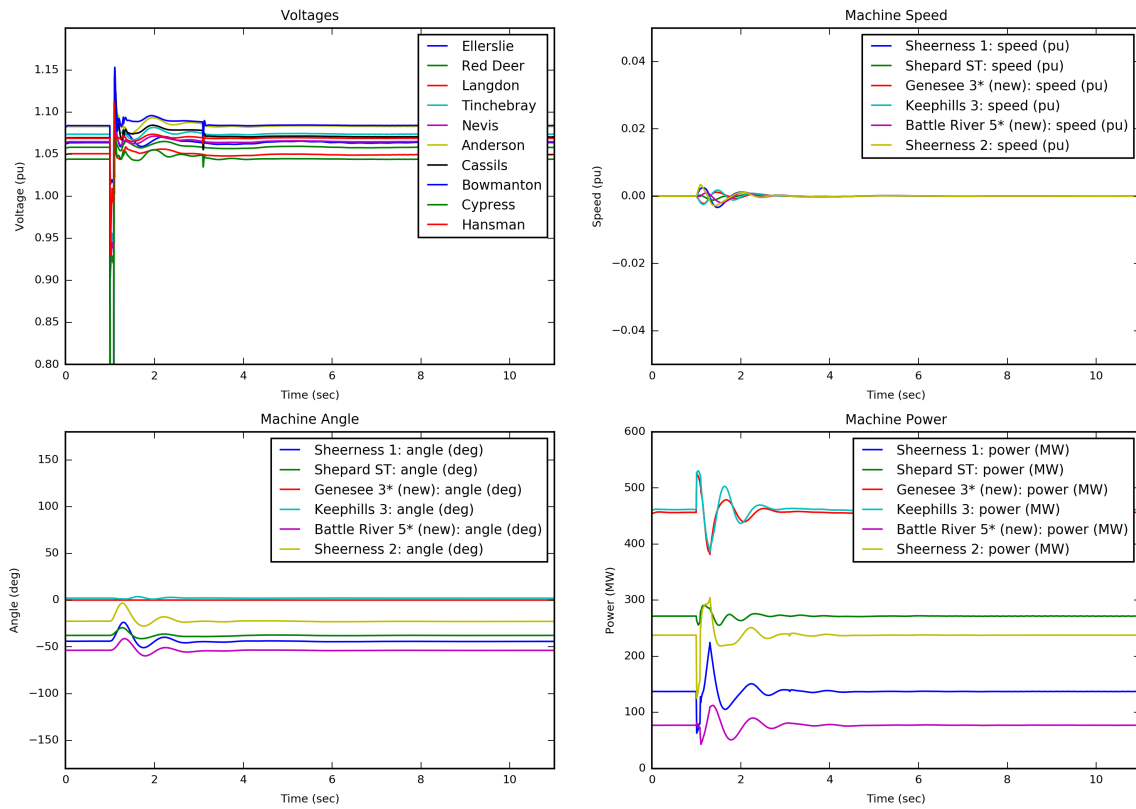 Voltages
1.15
1.10
1.05
1.00
0.95
0.90
0.85
0.80
Voltage (pu)
Ellerslie
Red Deer
Langdon
Tinchebray
Nevis
Anderson
Cassils
Bowmanton
Cypress
Hansman
0 2 4 6 8 10
Time (sec)
Machine Speed
0.04
0.02
0.00
−0.02
−0.04
Speed (pu)
Sheerness 1: speed (pu)
Shepard ST: speed (pu)
Genesee 3* (new): speed (pu)
Keephills 3: speed (pu)
Battle River 5* (new): speed (pu)
Sheerness 2: speed (pu)
0 2 4 6 8 10
Time (sec)
Machine Angle
150
100
50
0
−50
−100
−150
Angle (deg)
Sheerness 1: angle (deg)
Shepard ST: angle (deg)
Genesee 3* (new): angle (deg)
Keephills 3: angle (deg)
Battle River 5* (new): angle (deg)
Sheerness 2: angle (deg)
0 2 4 6 8 10
Time (sec)
Machine Power
600
500
400
300
200
100
0
Power (MW)
Sheerness 1: power (MW)
Shepard ST: power (MW)
Genesee 3* (new): power (MW)
Keephills 3: power (MW)
Battle River 5* (new): power (MW)
Sheerness 2: power (MW)
0 2 4 6 8 10
Time (sec)